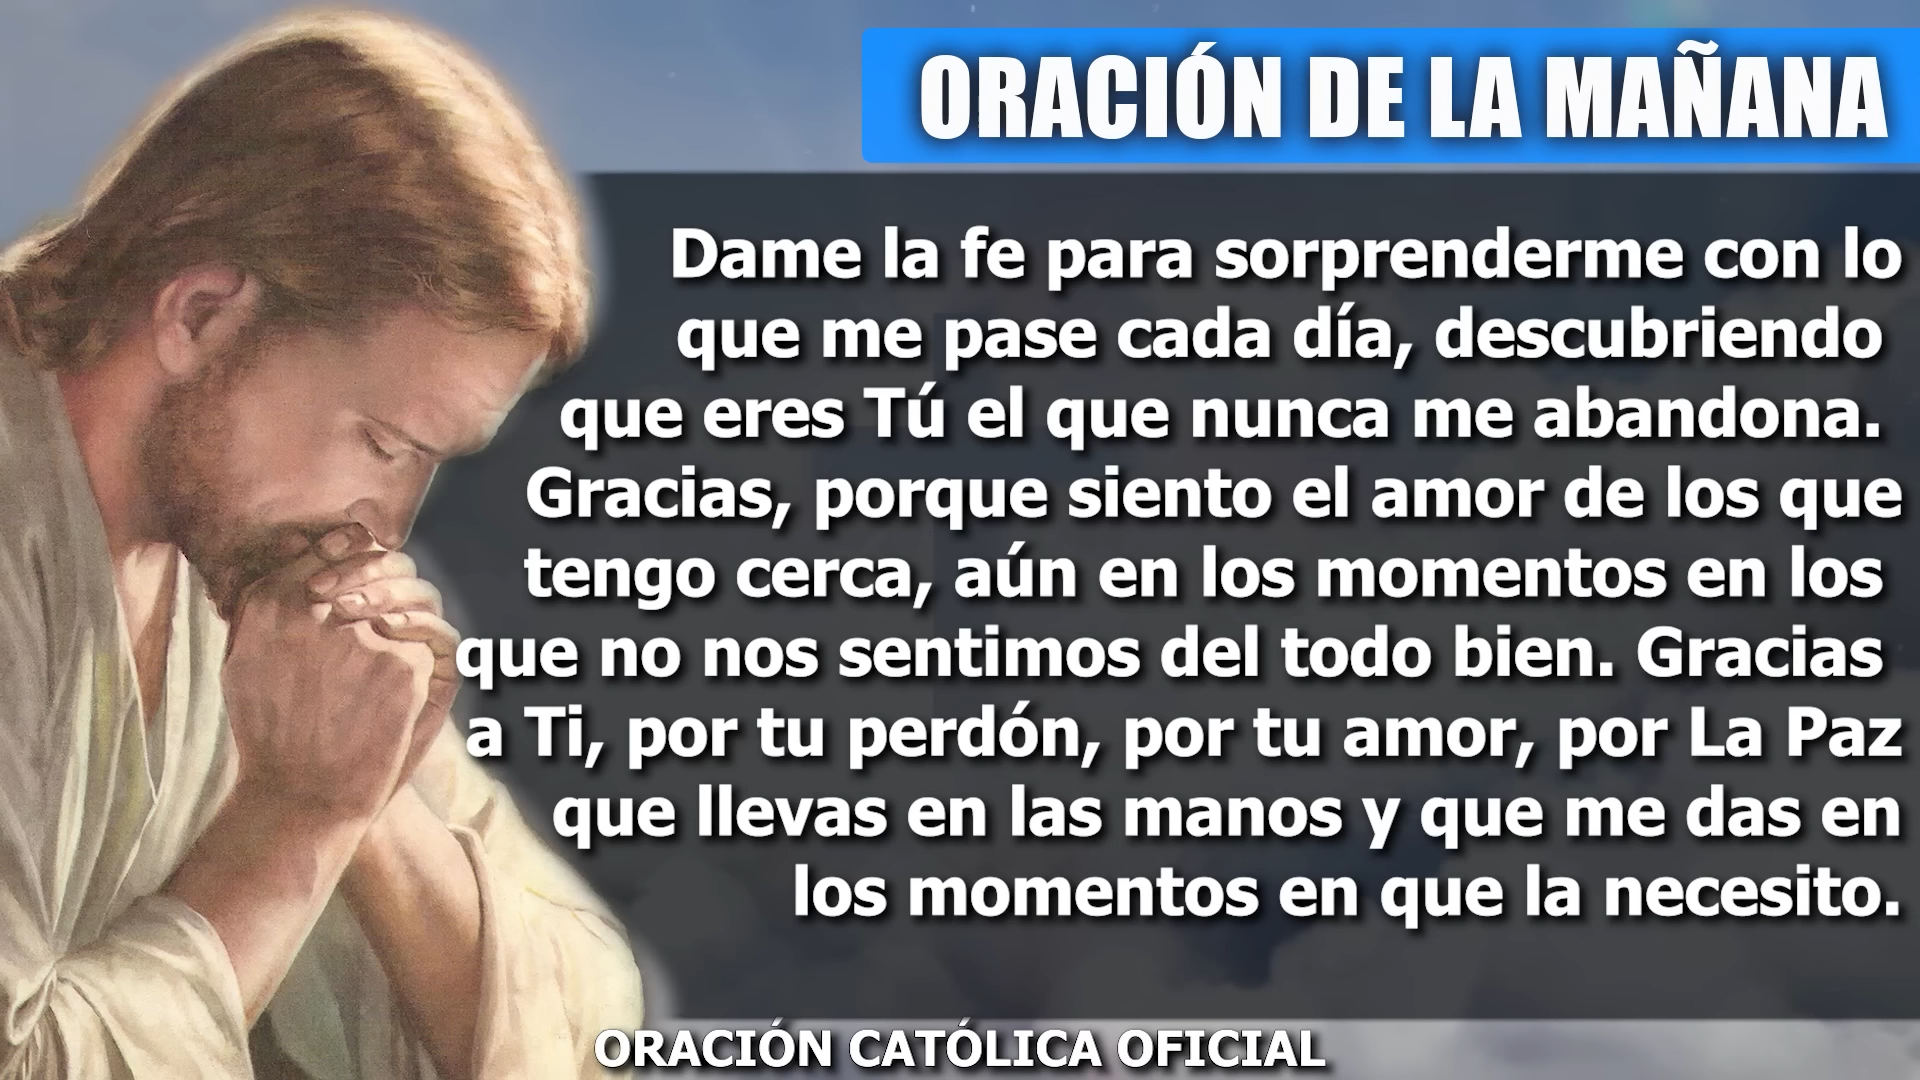 ORACIÓN DE LA MAÑANA
Dame la fe para sorprenderme con lo
que me pase cada día, descubriendo
que eres Tú el que nunca me abandona.
Gracias, porque siento el amor de los que
tengo cerca, aún en los momentos en los
que no nos sentimos del todo bien. Gracias
a Ti, por tu perdón, por tu amor, por La Paz
que llevas en las manos y que me das en
los momentos en que la necesito.
ORACIÓN CATÓLICA OFICIAL